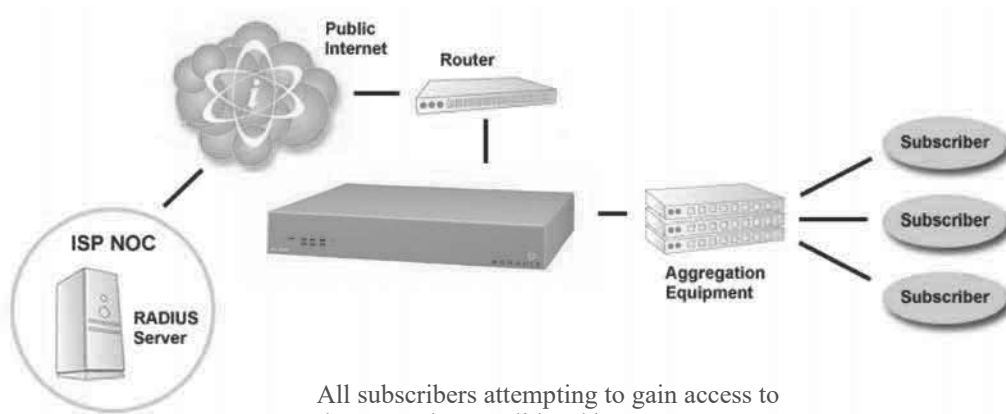 Public
Internet
Router
i
Subscriber
Subscriber
Subscriber
ISP NOC
RADIUS
Server
Aggregation
Equipment
All subscribers attempting to gain access to